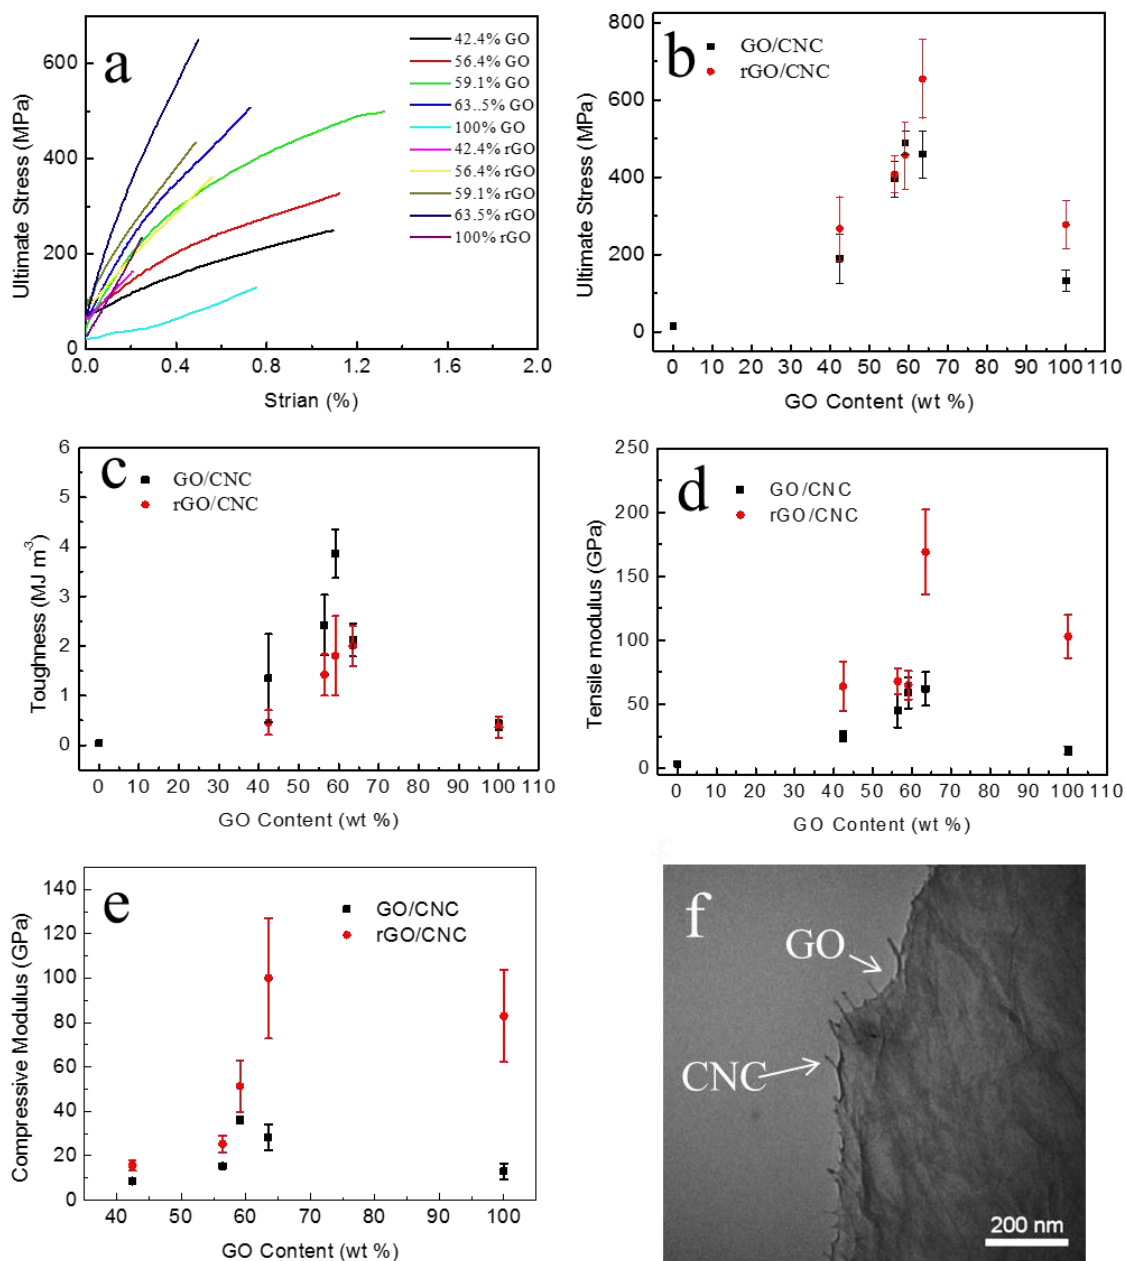 a
600
400
200
0
0.0 0.4 0.8 1.2 1.6 2.0
Ultimate Stress (MPa)
Strian (%)
42.4% GO
56.4% GO
59.1% GO
63..5% GO
100% GO
42.4% rGO
56.4% rGO
59.1% rGO
63.5% rGO
100% rGO
b
GO/CNC
rGO/CNC
800
600
400
200
0
0 10 20 30 40 50 60 70 80 90 100 110
Ultimate Stress (MPa)
GO Content (wt %)
c
GO/CNC
rGO/CNC
6
5
4
3
2
1
0
0 10 20 30 40 50 60 70 80 90 100 110
Toughness (MJ m-3)
GO Content (wt %)
d
GO/CNC
rGO/CNC
250
200
150
100
50
0
0 10 20 30 40 50 60 70 80 90 100 110
Tensile modulus (GPa)
GO Content (wt %)
e
GO/CNC
rGO/CNC
140
120
100
80
60
40
20
0
40 50 60 70 80 90 100
Compressive Modulus (GPa)
GO Content (wt %)
f
GO
CNC
200 nm